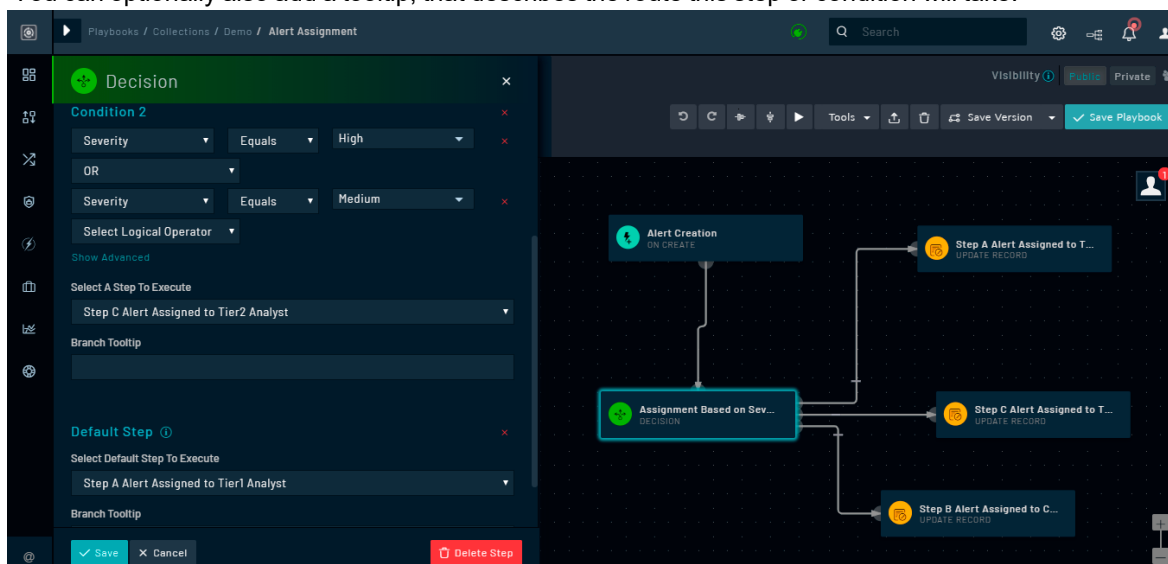 You can optionally also add a tooltip, that describes the route this step or condition will take.
Playbooks / Collections / Demo / Alert Assignment
Search
Decision
Visibility
Public
Private
Condition 2
Tools
Save Version
Save Playbook
Severity
Equals
High
OR
1
Severity
Equals
Medium
Select Logical Operator
Alert Creation
ON CREATE
Step A Alert Assigned to T...
UPDATE RECORD
Show Advanced
Select A Step To Execute
Step C Alert Assigned to Tier2 Analyst
Branch Tooltip
Assignment Based on Sev...
DECISION
Step C Alert Assigned to T...
UPDATE RECORD
Default Step
Select Default Step To Execute
Step A Alert Assigned to Tier1 Analyst
Branch Tooltip
Step B Alert Assigned to C...
UPDATE RECORD
@
Save
Cancel
Delete Step